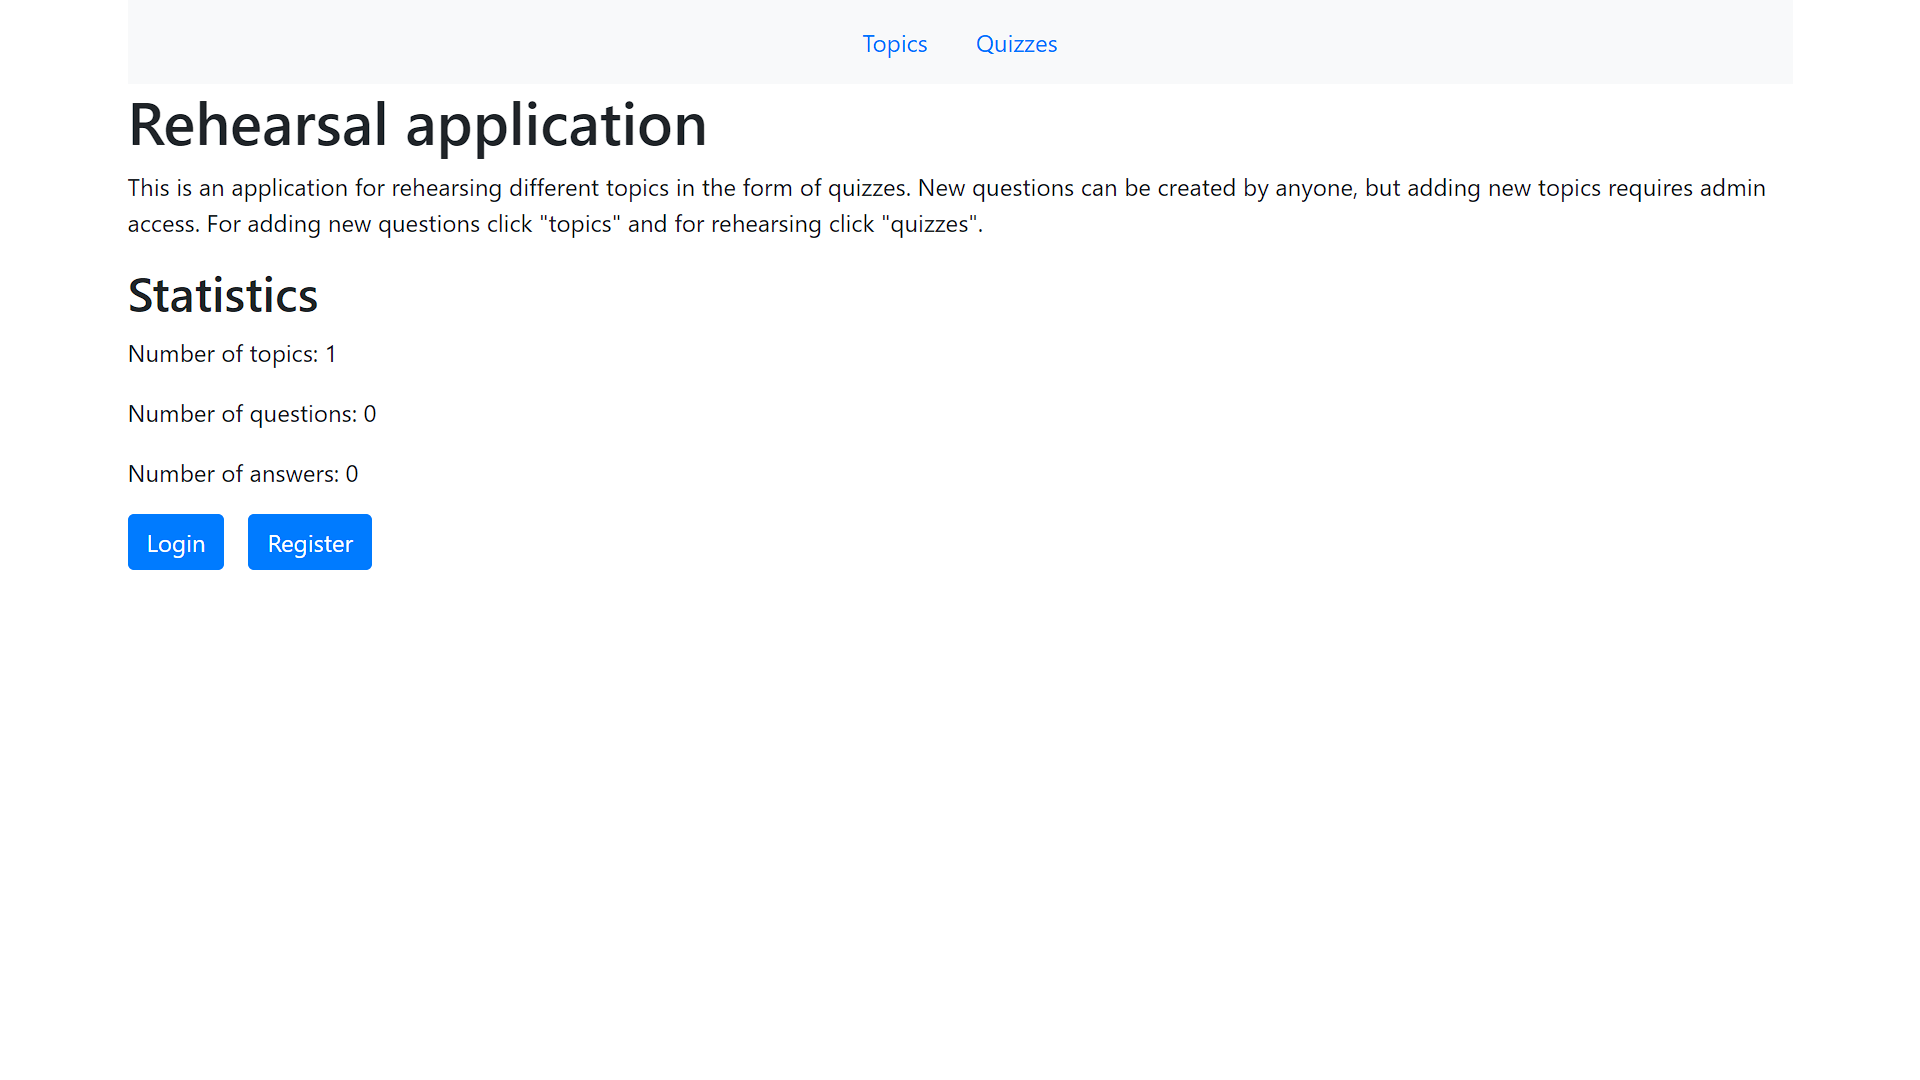 Topics Quizzes
Rehearsal application
This is an application for rehearsing different topics in the form of quizzes. New questions can be created by anyone, but adding new topics requires admin
access. For adding new questions click "topics" and for rehearsing click "quizzes".
Statistics
Number of topics: 1
Number of questions: 0
Number of answers: 0
Login Register